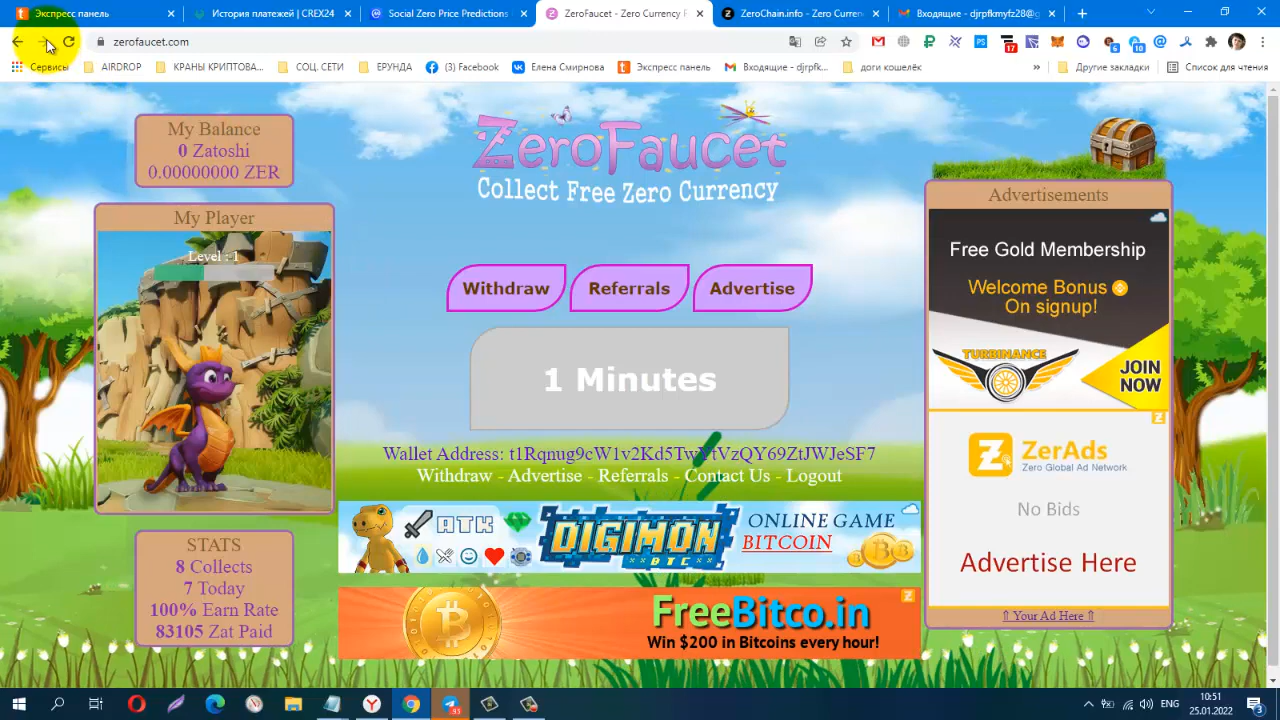 Экспресс панель
История платежей | CREX24
Social Zero Price Predictions -
ZeroFaucet - Zero Currency F
ZeroChain.info - Zero Curren
Входящие - djrpfkmyfz28@g
zerofaucet.com
17
6
10
Сервисы
AIRDROP
КРАНЫ КРИПТОВА...
СОЦ. СЕТИ
ЕРУНДА
(3) Facebook
Елена Смирнова
Экспресс панель
Входящие - djrpfk...
доги кошелёк
»
Другие закладки
Список для чтения
My Balance
0 Zatoshi
0.00000000 ZER
My Player
Level : 1
STATS
8 Collects
7 Today
100% Earn Rate
83105 Zat Paid
ZeroFaucet
Collect Free Zero Currency
Withdraw
Referrals
Advertise
1 Minutes
Wallet Address: t1Rqnug9cW1v2Kd5TwYtVzQY69ZtJWJeSF7
Withdraw - Advertise - Referrals - Contact Us - Logout
ATK
DIGIMON
BTC
ONLINE GAME
BITCOIN
FreeBitco.in
Win $200 in Bitcoins every hour!
Advertisements
Free Gold Membership
Welcome Bonus
On signup!
TURBINANCE
JOIN
NOW
ZerAds
Zero Global Ad Network
No Bids
Advertise Here
⇑ Your Ad Here ⇑
93
ENG
10:51
25.01.2022
3